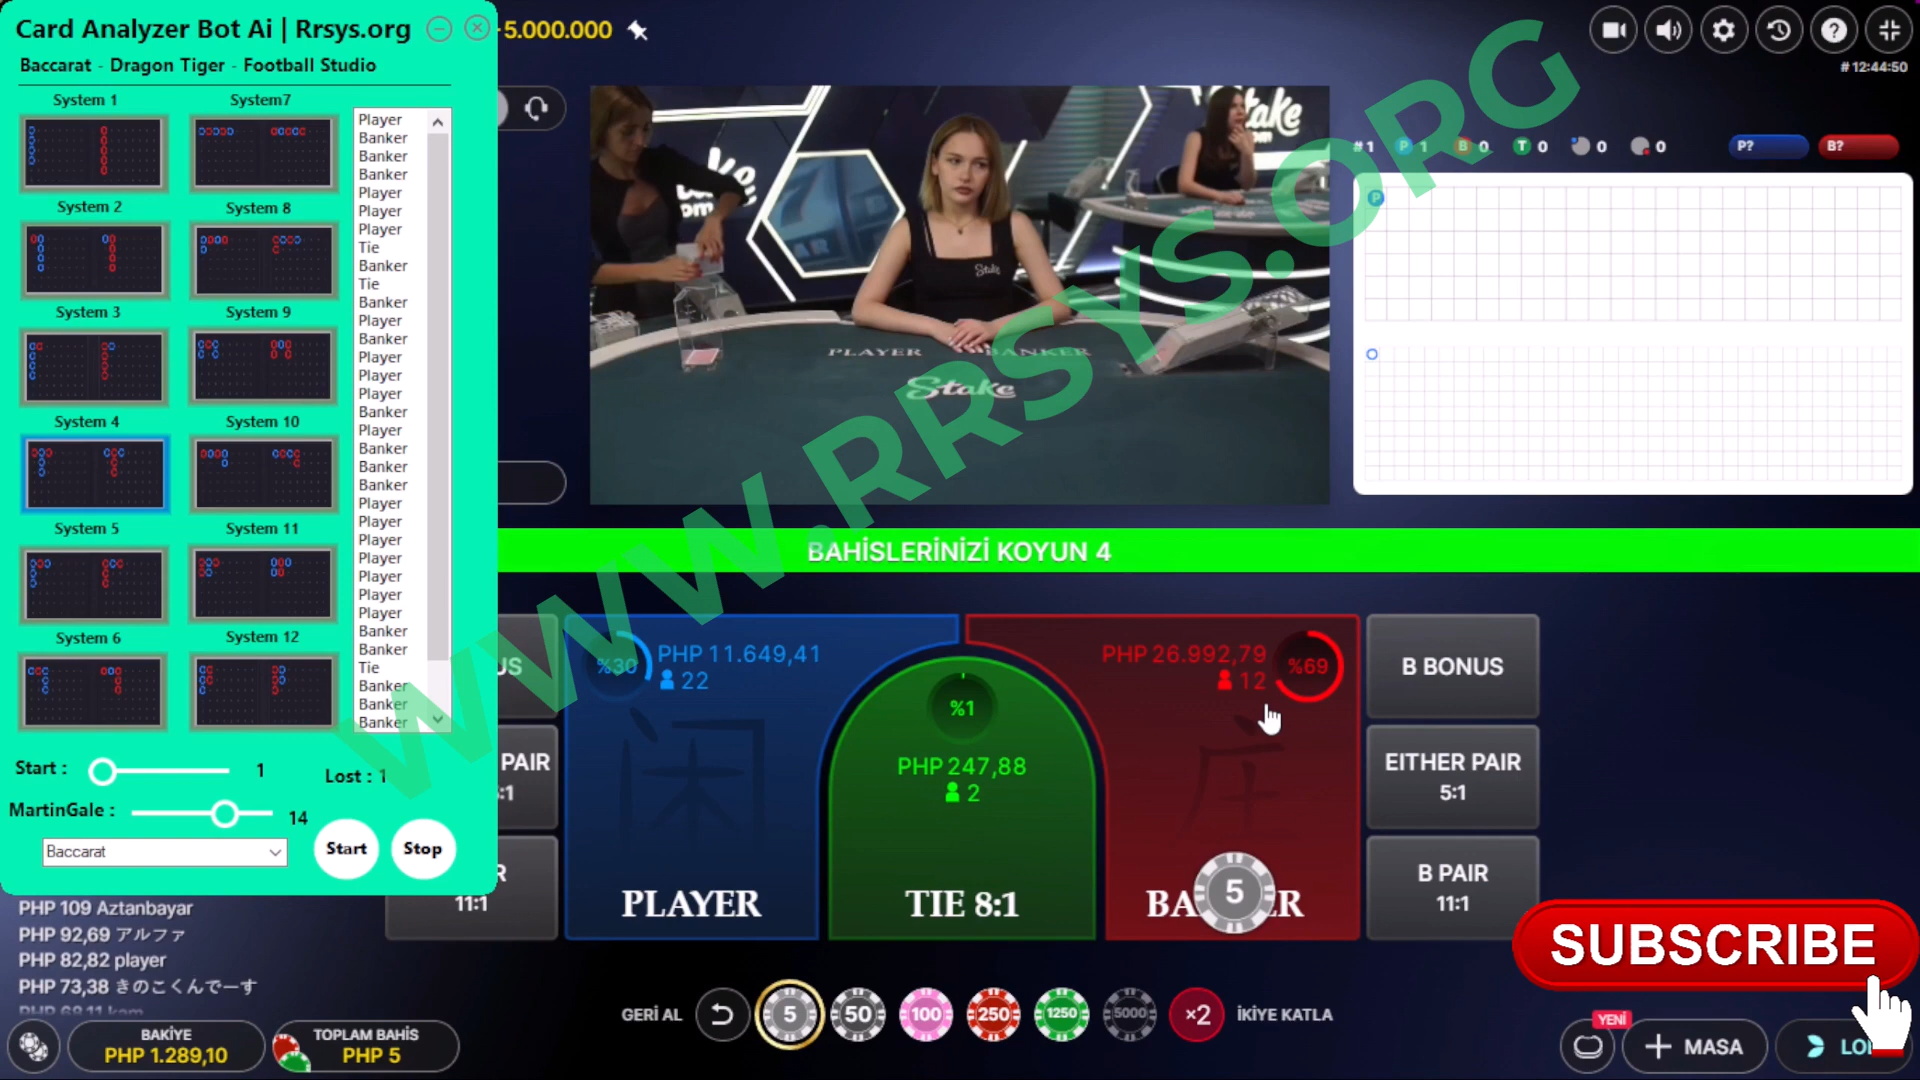 Card Analyzer Bot Ai | Rrsys.org
Baccarat - Dragon Tiger - Football Studio
System 1
System7
System 2
System 8
System 3
System 9
System 4
System 10
System 5
System 11
System 6
System 12
Player
Banker
Banker
Banker
Player
Player
Player
Tie
Banker
Tie
Banker
Player
Banker
Player
Player
Player
Banker
Player
Banker
Banker
Banker
Player
Player
Player
Player
Player
Player
Player
Banker
Banker
Tie
Banker
Banker
Banker
Start : 1
Lost : 1
MartinGale : 14
Baccarat
Start
Stop
5.000.000
# 12:44:50
#1 P 1 B 0 T 0 0 0
P?
B?
P
Stake
PLAYER BANKER
Stake
WWW.RRSYS.ORG
BAHİSLERİNİZİ KOYUN 4
US
PAIR
:1
R
11:1
%30
PHP 11.649,41
22
闲
PLAYER
%1
PHP 247,88
2
TIE 8:1
PHP 26.992,79
12
%69
庄
5
B BONUS
EITHER PAIR
5:1
B PAIR
11:1
PHP 109 Aztanbayar
PHP 92,69 アルファ
PHP 82,82 player
PHP 73,38 きのこくんでーす
BAKİYE
PHP 1.289,10
TOPLAM BAHİS
PHP 5
GERİ AL
5
50
100
250
1250
5000
×2
İKİYE KATLA
SUBSCRIBE
YENİ
+ MASA